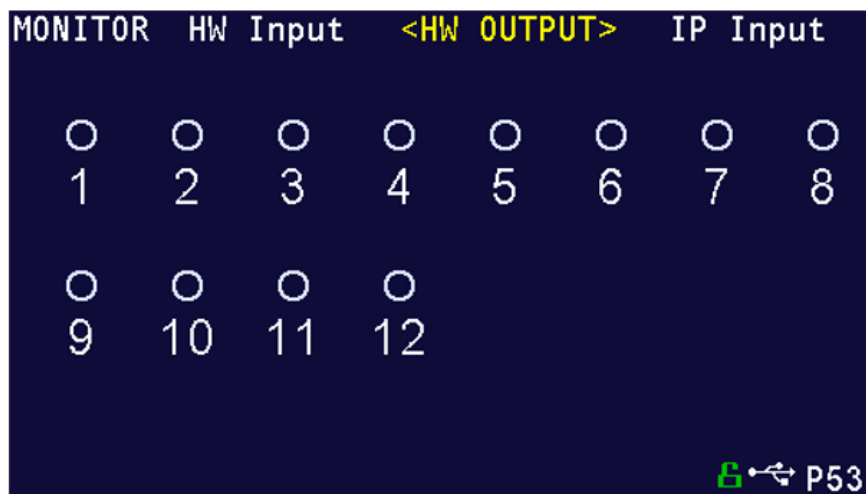 MONITOR HW Input <HW OUTPUT> IP Input
1 2 3 4 5 6 7 8
9 10 11 12
P53